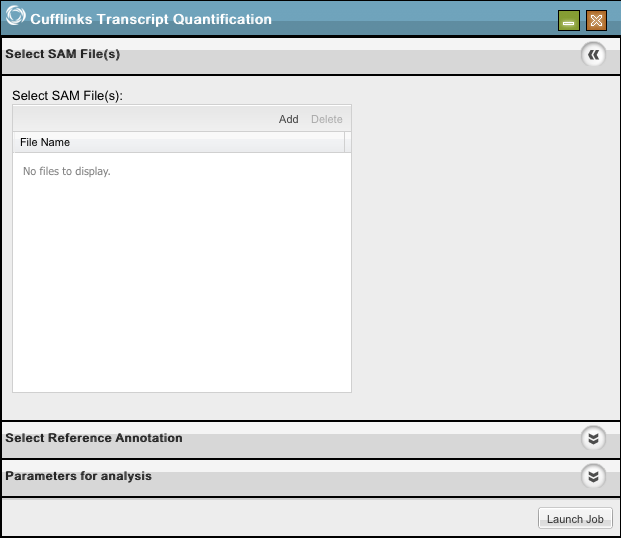 Cufflinks Transcript Quantification
Select SAM File(s)
Select SAM File(s):
Add Delete
File Name
No files to display.
Select Reference Annotation
Parameters for analysis
Launch Job